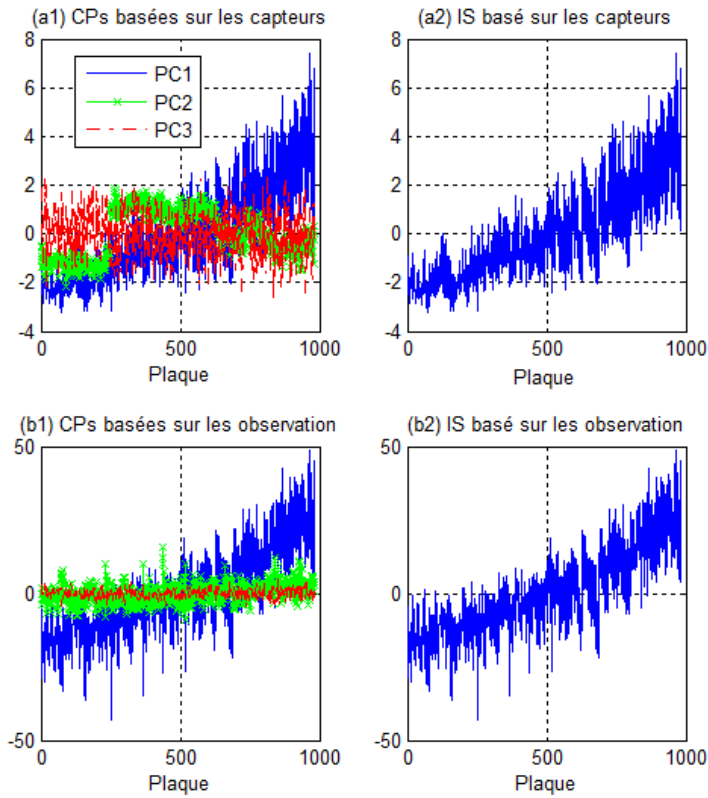 (a1) CPs basées sur les capteurs
8
6
4
2
0
-2
-4
0
500
1000
Plaque
PC1
PC2
PC3
(a2) IS basé sur les capteurs
8
6
4
2
0
-2
-4
0
500
1000
Plaque
(b1) CPs basées sur les observation
50
0
-50
0
500
1000
Plaque
(b2) IS basé sur les observation
50
0
-50
0
500
1000
Plaque